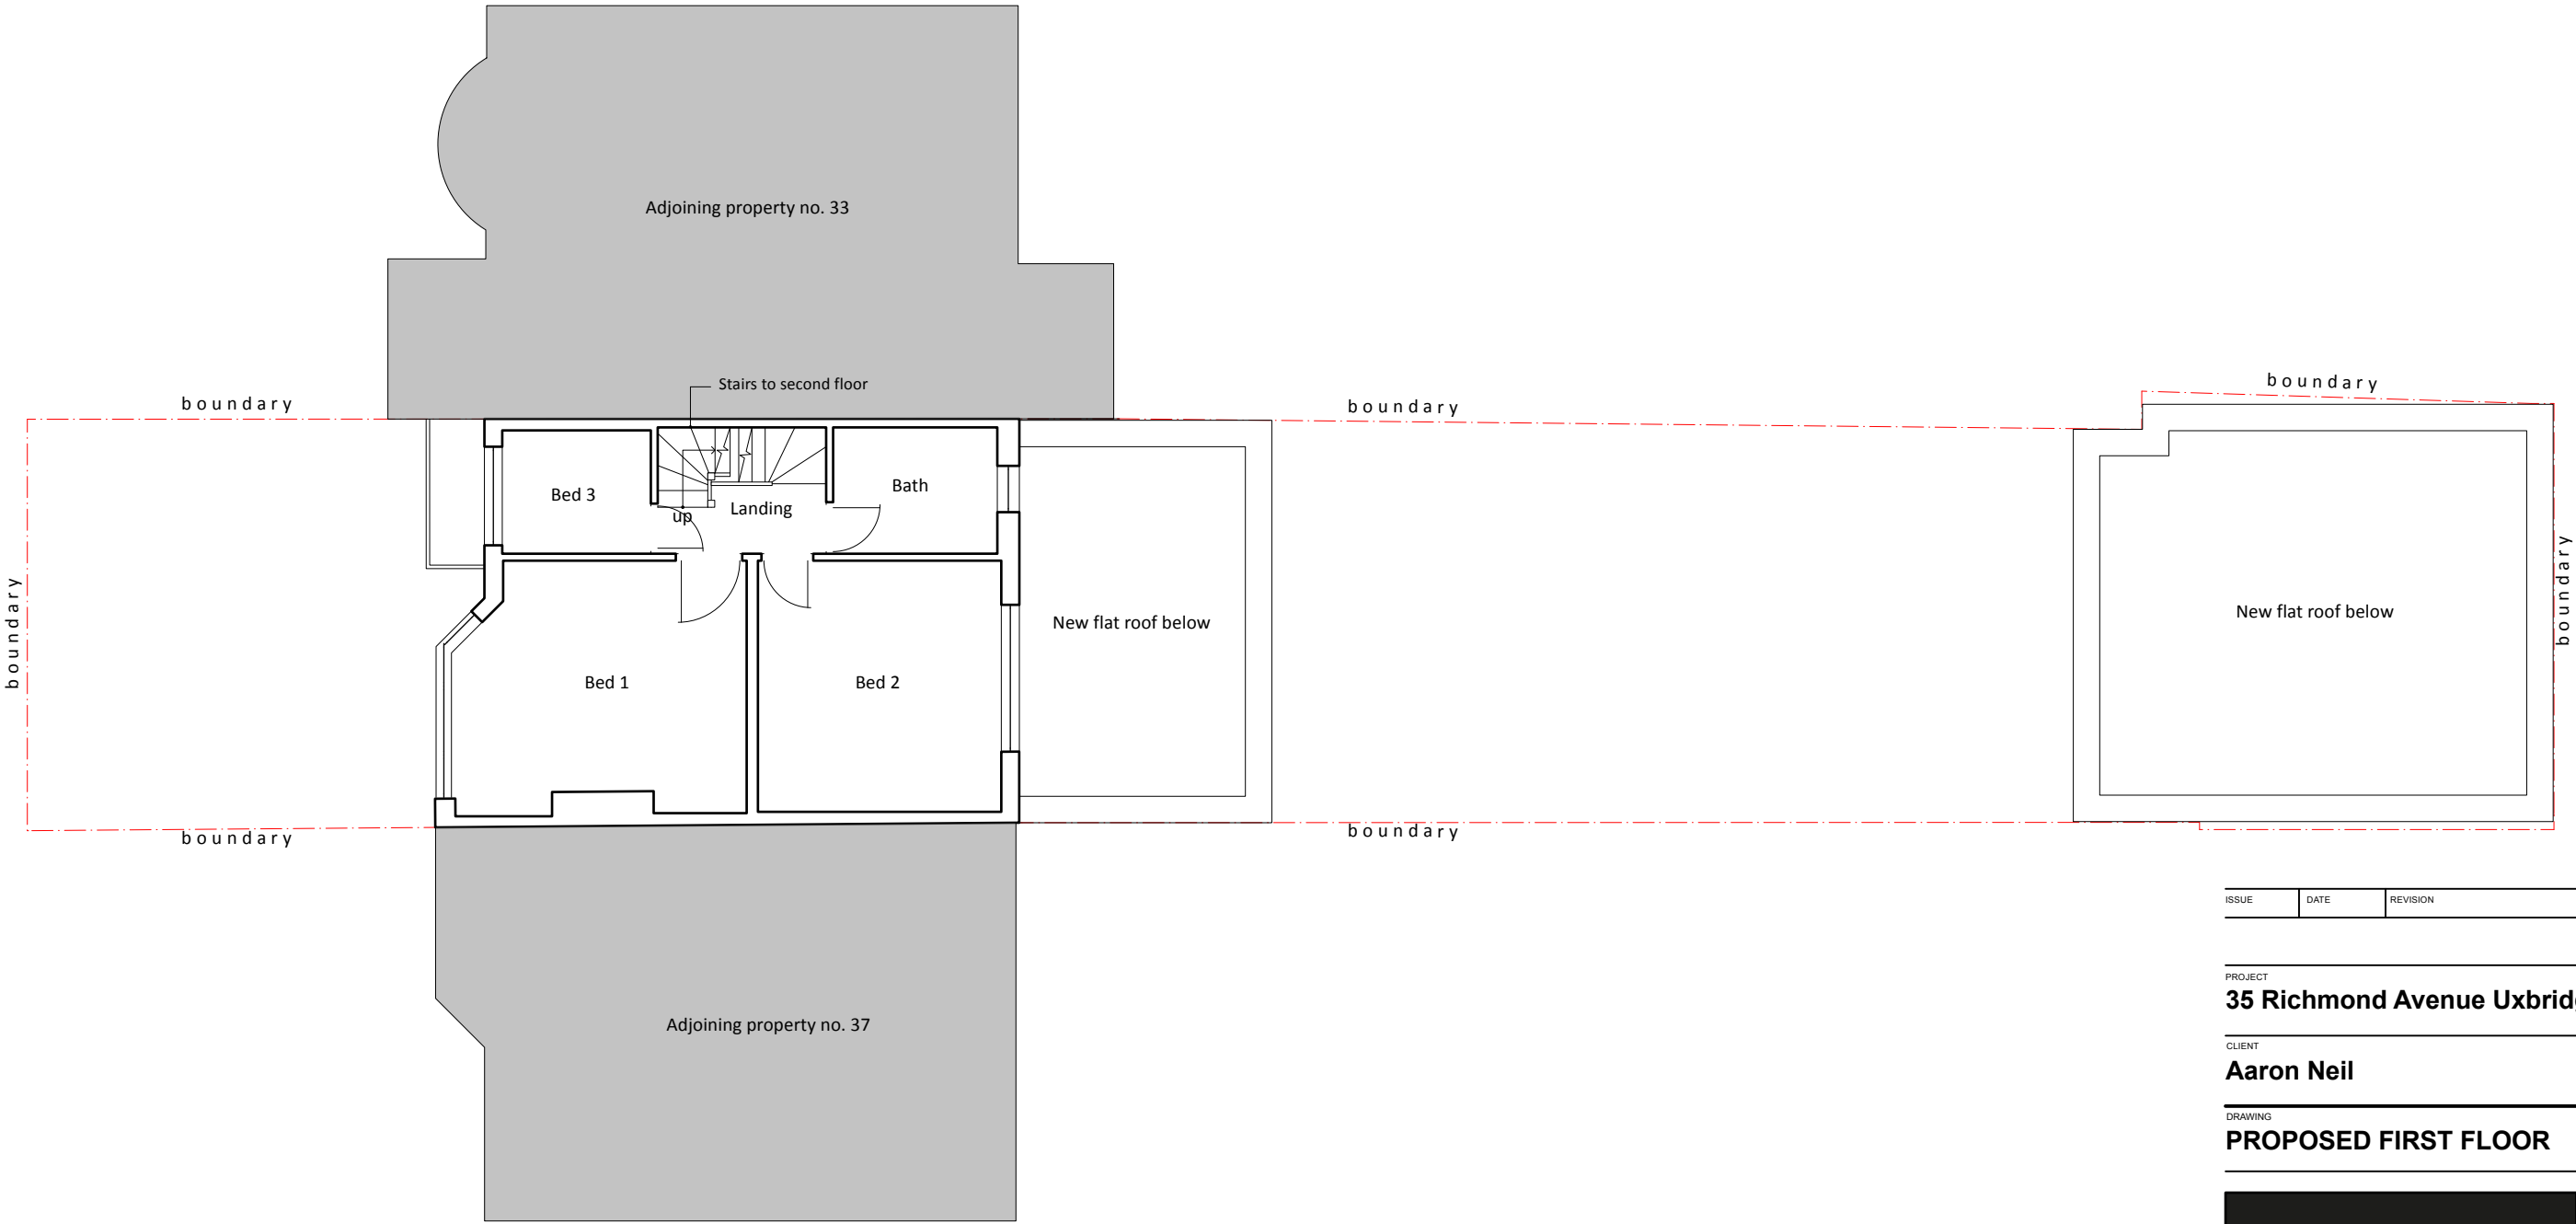 Adjoining property no. 33
Stairs to second floor
boundary
boundary
boundary
Bed 3
up
Landing
Bath
boundary
boundary
New flat roof below
New flat roof below
Bed 1
Bed 2
boundary
boundary
Adjoining property no. 37
ISSUE DATE REVISION
PROJECT
35 Richmond Avenue
CLIENT
Aaron Neil
DRAWING
PROPOSED FIRST FLOOR